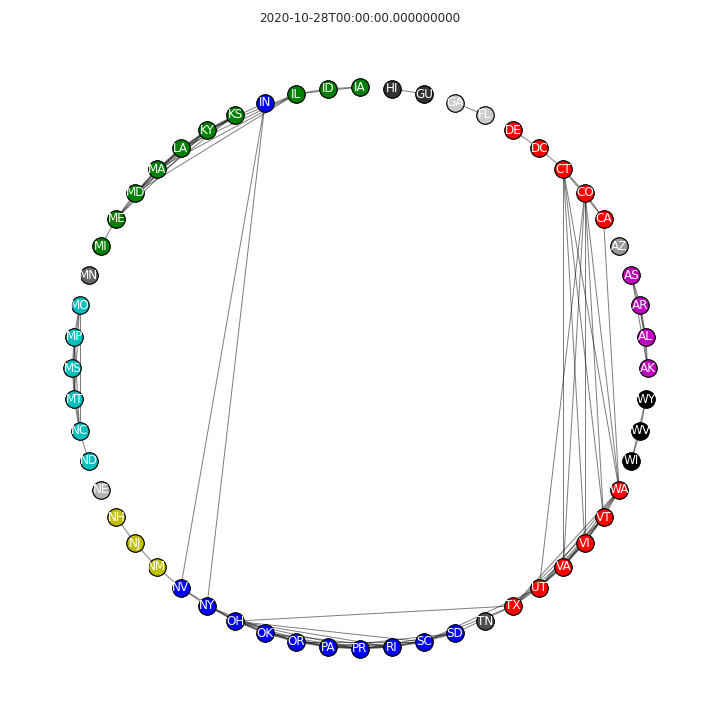 2020-10-28T00:00:00.000000000
HI
GU
GA
FL
DE
DC
CT
CO
CA
AZ
AS
AR
AL
AK
WY
WV
WI
WA
VT
VI
VA
UT
TX
TN
SD
SC
RI
PR
PA
OR
OK
OH
NY
NV
NM
NJ
NH
NE
ND
NC
MT
MS
MP
MO
MN
MI
ME
MD
MA
LA
KY
KS
IN
IL
ID
IA